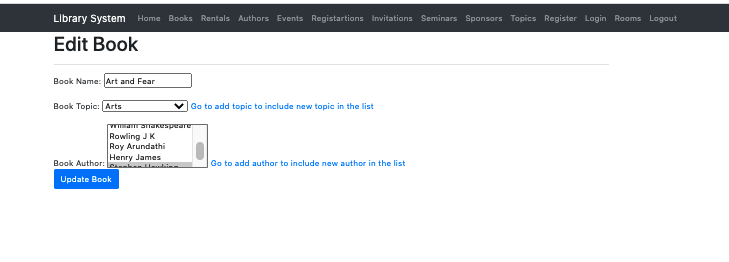 Library System Home Books Rentals Authors Events Registartions Invitations Seminars Sponsors Topics Register Login Rooms Logout
Edit Book
Book Name: Art and Fear
Book Topic: Arts Go to add topic to include new topic in the list
William Shakespeare
Rowling J K
Roy Arundathi
Henry James
Stephen Hawking
Book Author: Go to add author to include new author in the list
Update Book